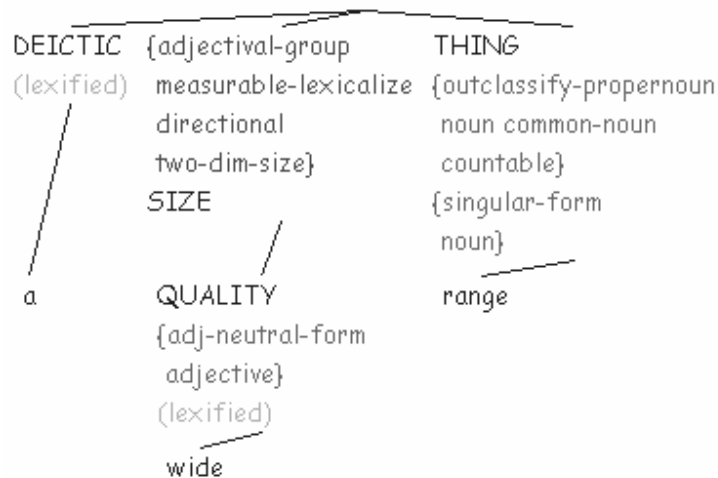 DEICTIC {adjectival-group THING
(lexified) measurable-lexicalize {outclassify-propernoun
directional noun common-noun
two-dim-size} countable}
SIZE {singular-form
noun}
a QUALITY range
{adj-neutral-form
adjective}
(lexified)
wide